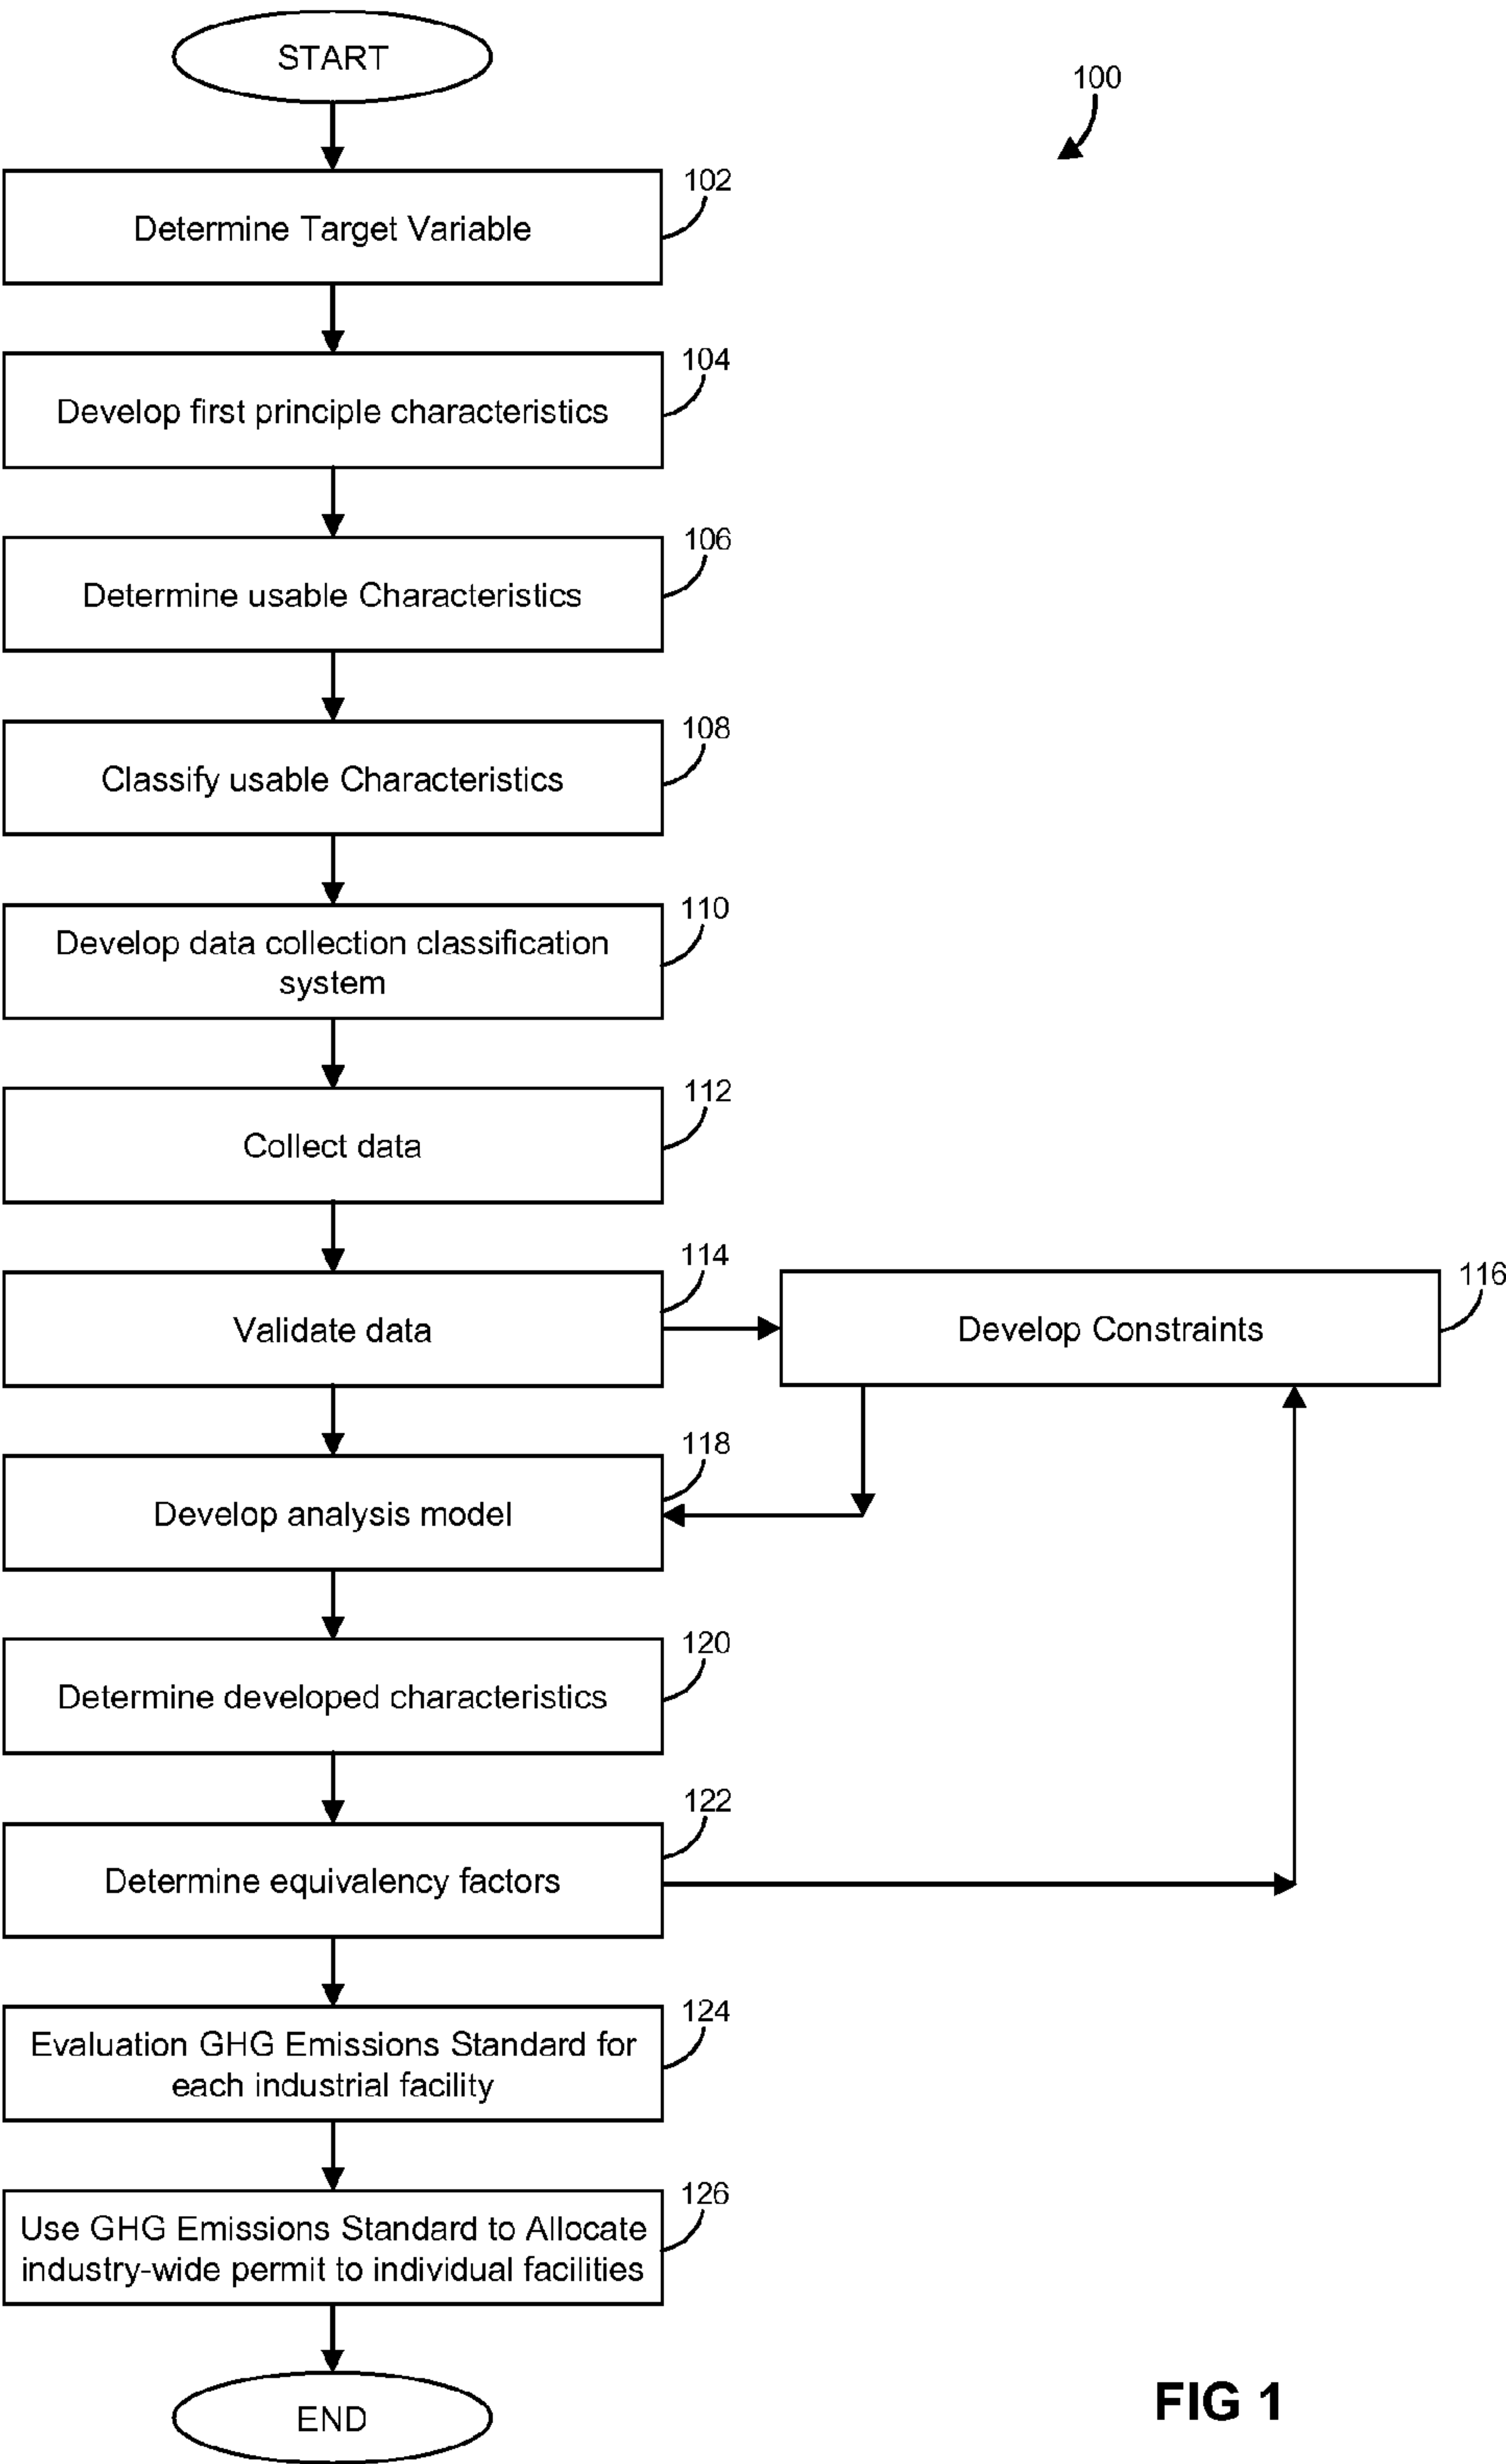 START
100
102
Determine Target Variable
104
Develop first principle characteristics
106
Determine usable Characteristics
108
Classify usable Characteristics
110
Develop data collection classification
system
112
Collect data
114
Validate data
116
Develop Constraints
118
Develop analysis model
120
Determine developed characteristics
122
Determine equivalency factors
124
Evaluation GHG Emissions Standard for
each industrial facility
126
Use GHG Emissions Standard to Allocate
industry-wide permit to individual facilities
END
FIG 1